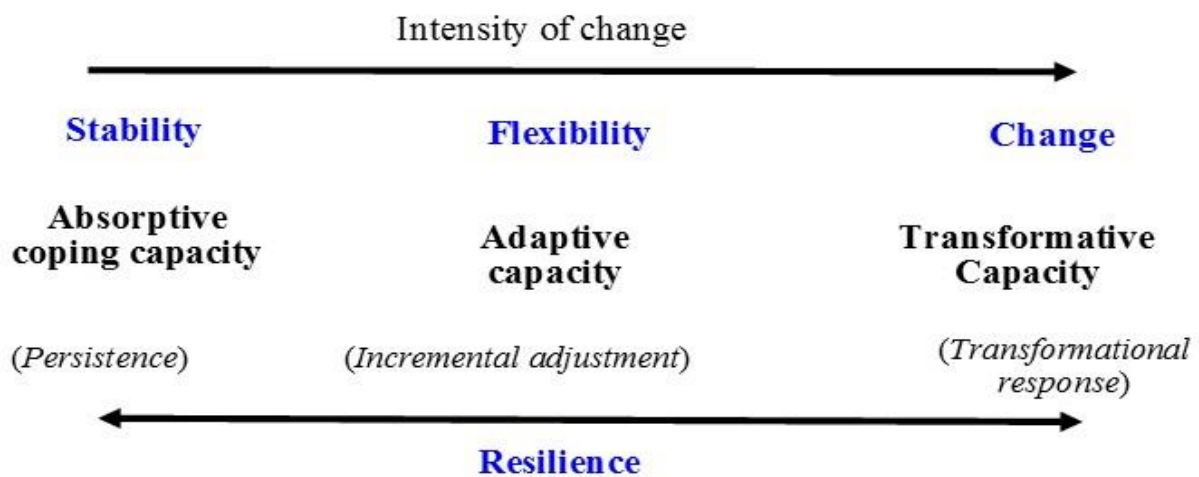 Intensity of change
Stability
Flexibility
Change
Absorptive
coping capacity
Adaptive
capacity
Transformative
Capacity
(Persistence)
(Incremental adjustment)
(Transformational
response)
Resilience